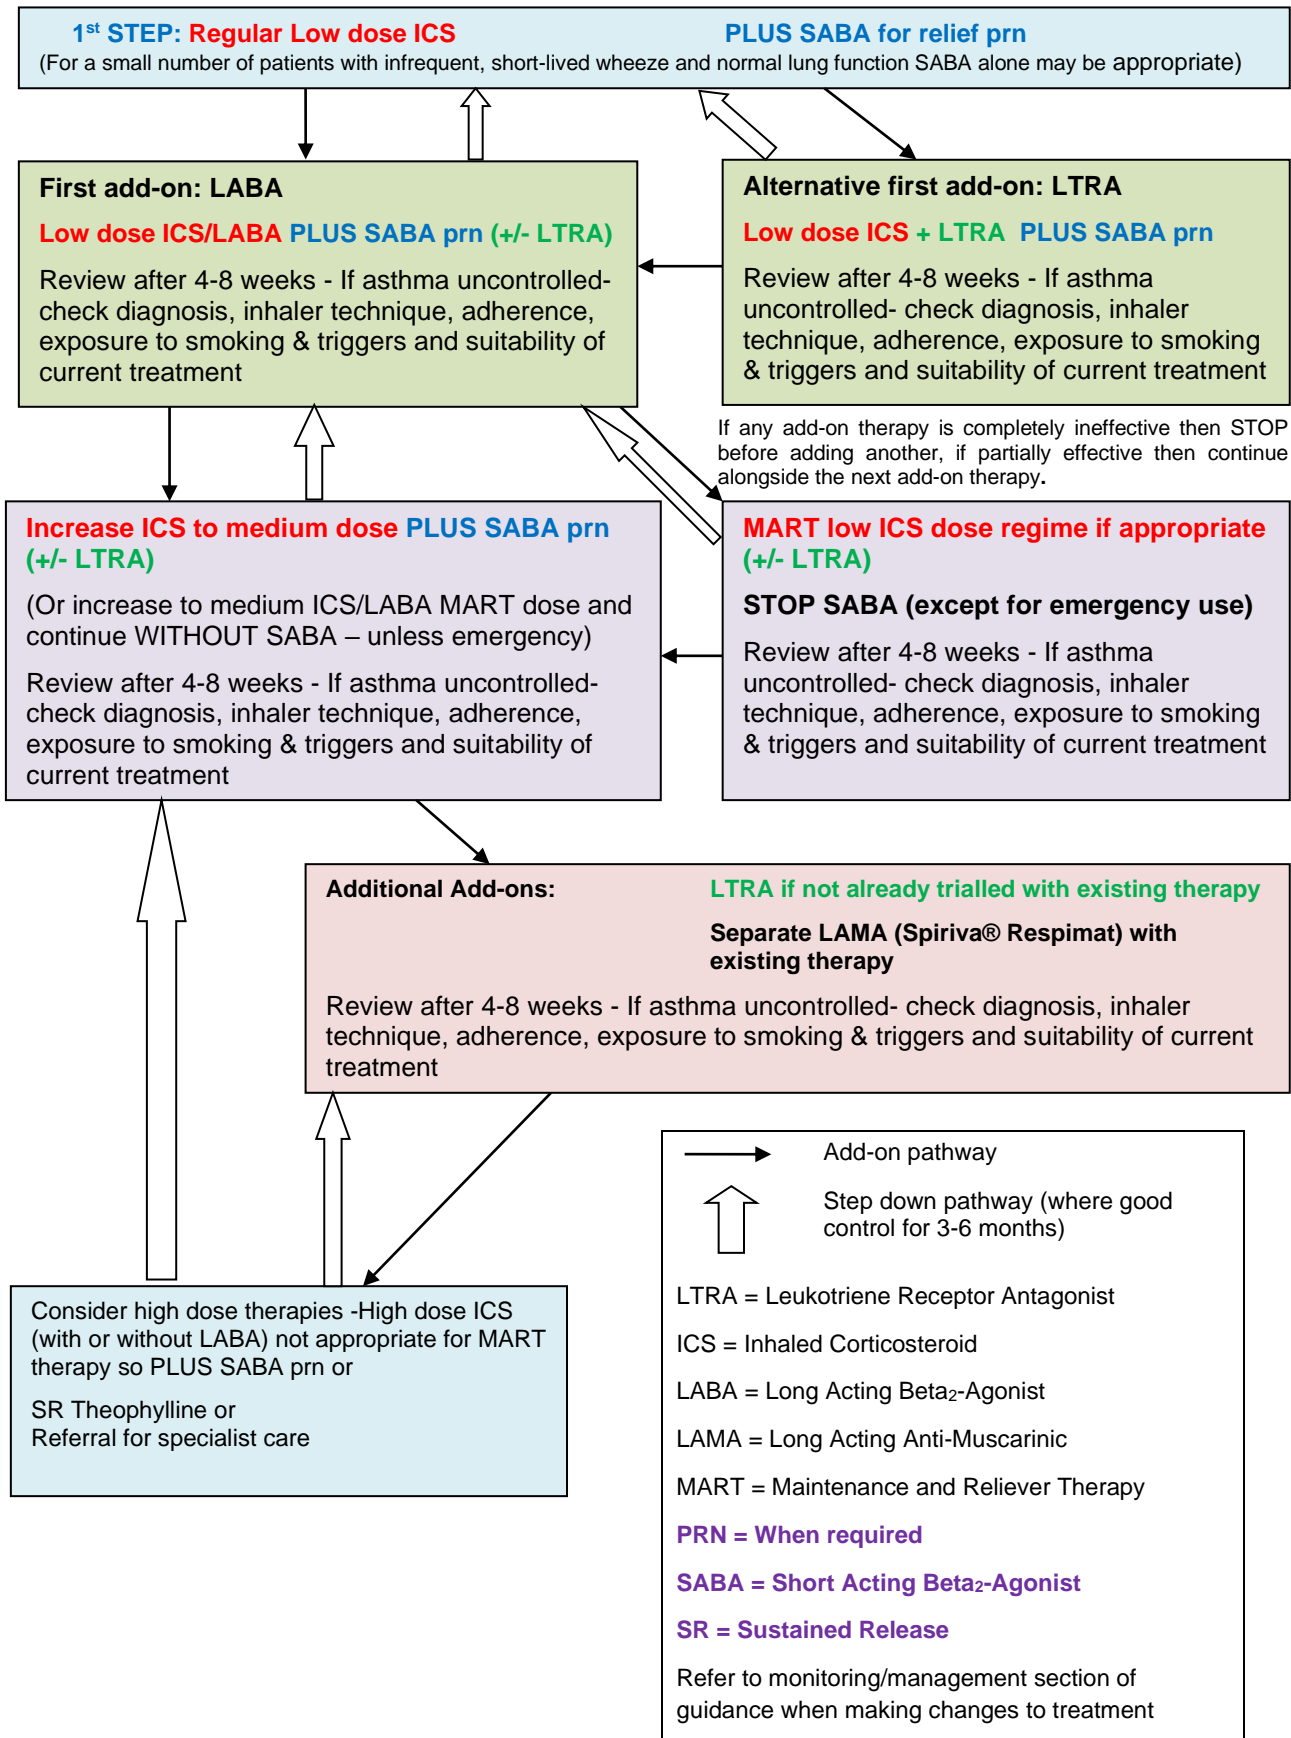 1st STEP: Regular Low dose ICS PLUS SABA for relief prn
(For a small number of patients with infrequent, short-lived wheeze and normal lung function SABA alone may be appropriate)
First add-on: LABA
Low dose ICS/LABA PLUS SABA prn (+/- LTRA)
Review after 4-8 weeks - If asthma uncontrolled-
check diagnosis, inhaler technique, adherence,
exposure to smoking & triggers and suitability of
current treatment
Alternative first add-on: LTRA
Low dose ICS + LTRA PLUS SABA prn
Review after 4-8 weeks - If asthma
uncontrolled- check diagnosis, inhaler
technique, adherence, exposure to smoking
& triggers and suitability of current treatment
If any add-on therapy is completely ineffective then STOP
before adding another, if partially effective then continue
alongside the next add-on therapy.
Increase ICS to medium dose PLUS SABA prn
(+/- LTRA)
(Or increase to medium ICS/LABA MART dose and
continue WITHOUT SABA – unless emergency)
Review after 4-8 weeks - If asthma uncontrolled-
check diagnosis, inhaler technique, adherence,
exposure to smoking & triggers and suitability of
current treatment
MART low ICS dose regime if appropriate
(+/- LTRA)
STOP SABA (except for emergency use)
Review after 4-8 weeks - If asthma
uncontrolled- check diagnosis, inhaler
technique, adherence, exposure to smoking
& triggers and suitability of current treatment
Additional Add-ons: LTRA if not already trialled with existing therapy
Separate LAMA (Spiriva® Respimat) with
existing therapy
Review after 4-8 weeks - If asthma uncontrolled- check diagnosis, inhaler
technique, adherence, exposure to smoking & triggers and suitability of current
treatment
Consider high dose therapies -High dose ICS
(with or without LABA) not appropriate for MART
therapy so PLUS SABA prn or
SR Theophylline or
Referral for specialist care
Add-on pathway
Step down pathway (where good
control for 3-6 months)
LTRA = Leukotriene Receptor Antagonist
ICS = Inhaled Corticosteroid
LABA = Long Acting Beta2-Agonist
LAMA = Long Acting Anti-Muscarinic
MART = Maintenance and Reliever Therapy
PRN = When required
SABA = Short Acting Beta2-Agonist
SR = Sustained Release
Refer to monitoring/management section of
guidance when making changes to treatment